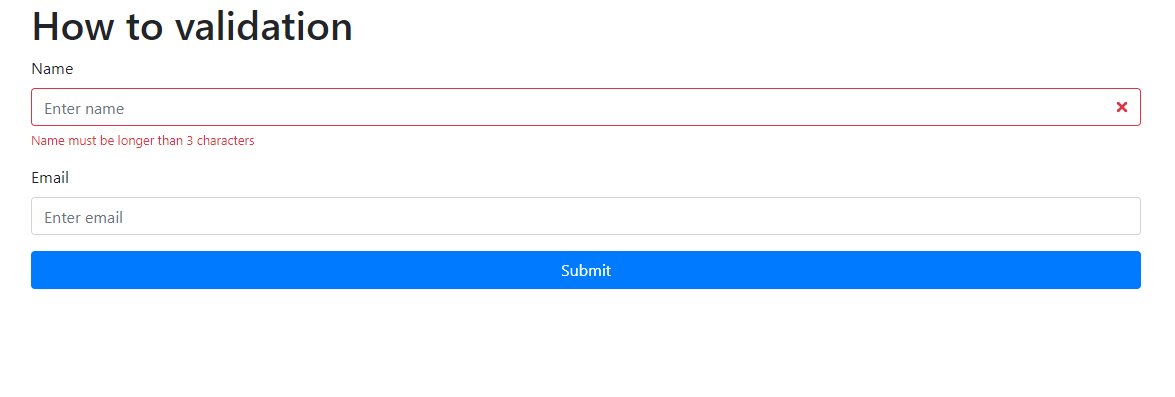 How to validation
Name
Enter name
Name must be longer than 3 characters
Email
Enter email
Submit